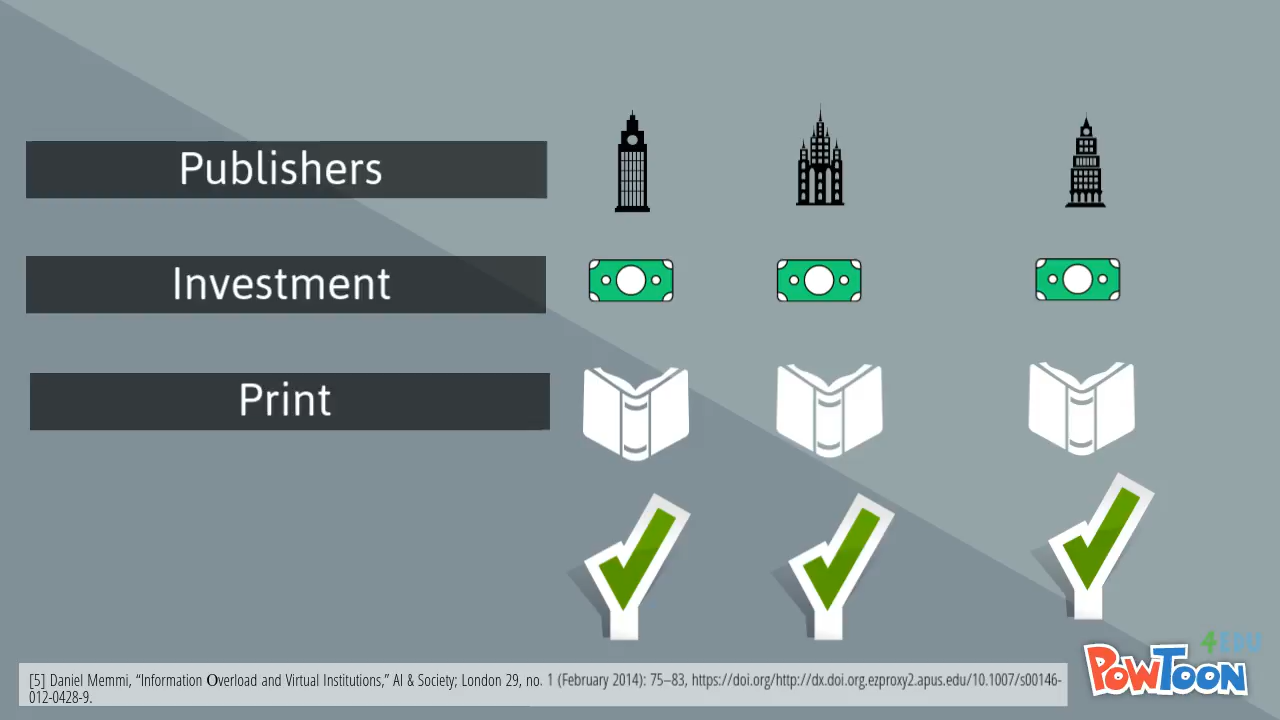 Publishers
Investment
Print
[5] Daniel Memmi, “Information Overload and Virtual Institutions,” AI & Society, London 29, no. 1 (February 2014): 75–83, https://doi.org/http://dx.doi.org.ezproxy2.apus.edu/10.1007/s00146-
012-0428-9.
4EDU
POWTOON